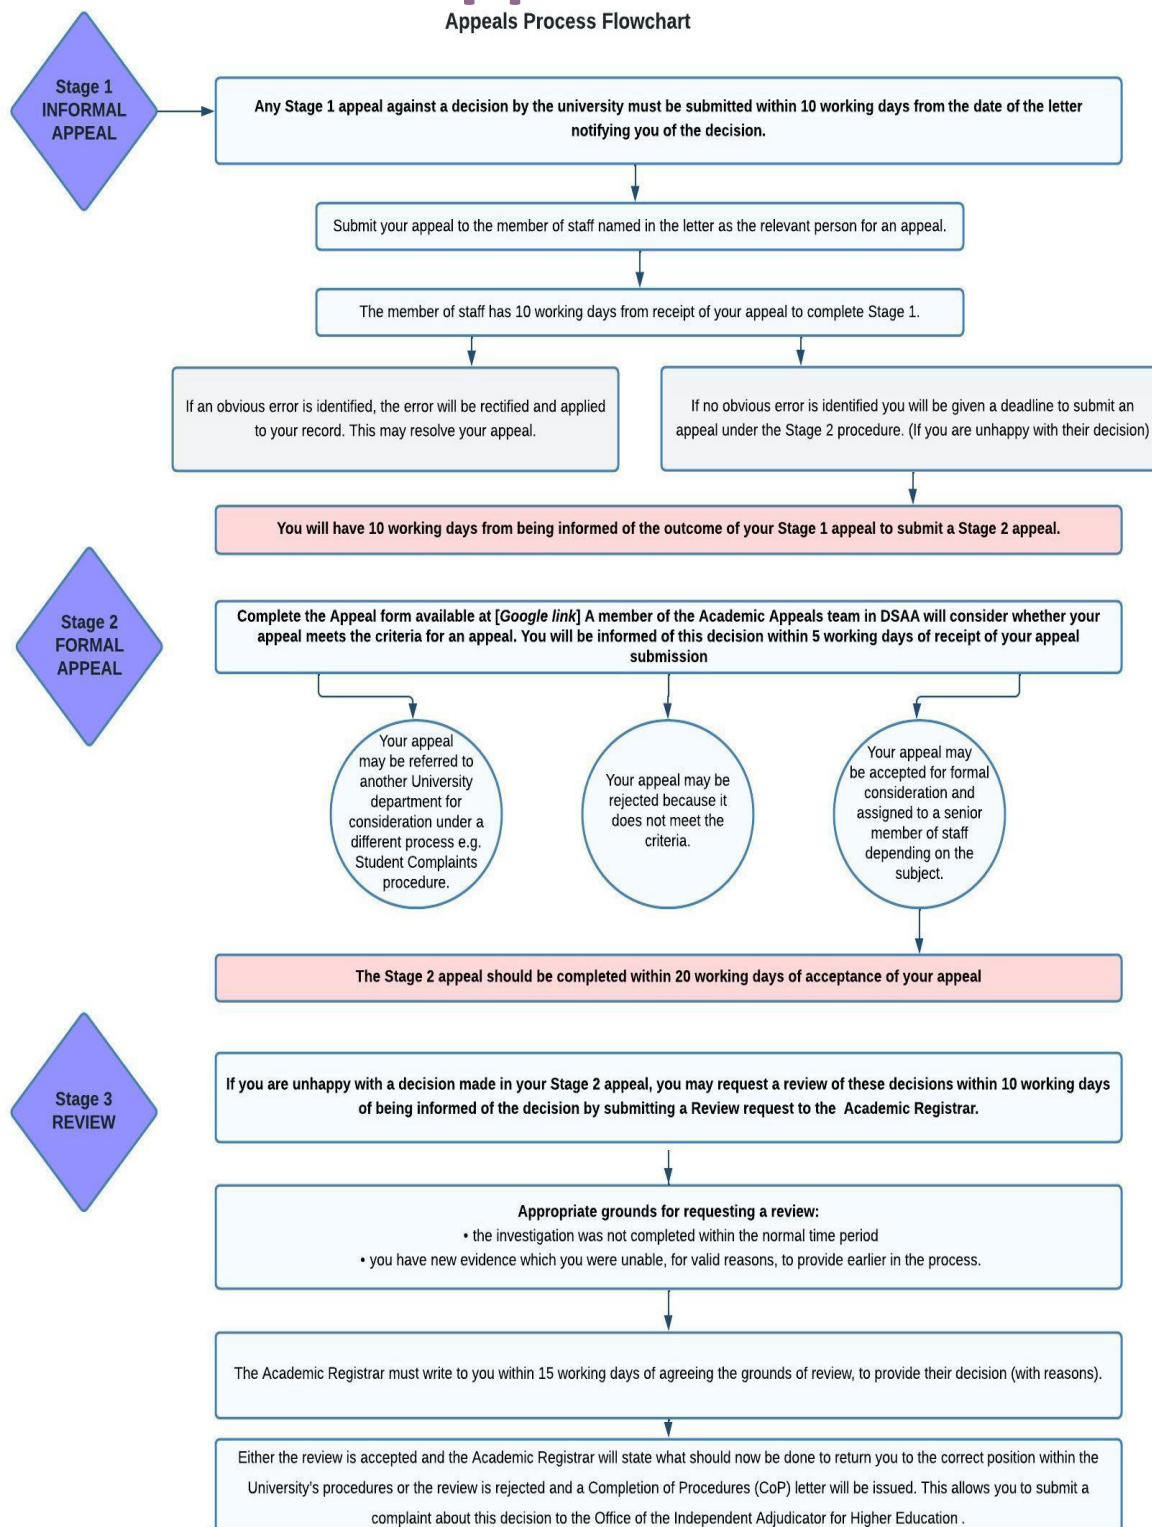 Appeals Process Flowchart
Stage 1
INFORMAL
APPEAL
Any Stage 1 appeal against a decision by the university must be submitted within 10 working days from the date of the letter
notifying you of the decision.
Submit your appeal to the member of staff named in the letter as the relevant person for an appeal.
The member of staff has 10 working days from receipt of your appeal to complete Stage 1.
If an obvious error is identified, the error will be rectified and applied
to your record. This may resolve your appeal.
If no obvious error is identified you will be given a deadline to submit an
appeal under the Stage 2 procedure. (If you are unhappy with their decision)
You will have 10 working days from being informed of the outcome of your Stage 1 appeal to submit a Stage 2 appeal.
Stage 2
FORMAL
APPEAL
Complete the Appeal form available at [Google link] A member of the Academic Appeals team in DSAA will consider whether your
appeal meets the criteria for an appeal. You will be informed of this decision within 5 working days of receipt of your appeal
submission
Your appeal
may be referred to
another University
department for
consideration under a
different process e.g.
Student Complaints
procedure.
Your appeal may be
rejected because it
does not meet the
criteria.
Your appeal may
be accepted for formal
consideration and
assigned to a senior
member of staff
depending on the
subject.
The Stage 2 appeal should be completed within 20 working days of acceptance of your appeal
Stage 3
REVIEW
If you are unhappy with a decision made in your Stage 2 appeal, you may request a review of these decisions within 10 working days
of being informed of the decision by submitting a Review request to the Academic Registrar.
Appropriate grounds for requesting a review:
• the investigation was not completed within the normal time period
• you have new evidence which you were unable, for valid reasons, to provide earlier in the process.
The Academic Registrar must write to you within 15 working days of agreeing the grounds of review, to provide their decision (with reasons).
Either the review is accepted and the Academic Registrar will state what should now be done to return you to the correct position within the
University's procedures or the review is rejected and a Completion of Procedures (CoP) letter will be issued. This allows you to submit a
complaint about this decision to the Office of the Independent Adjudicator for Higher Education .